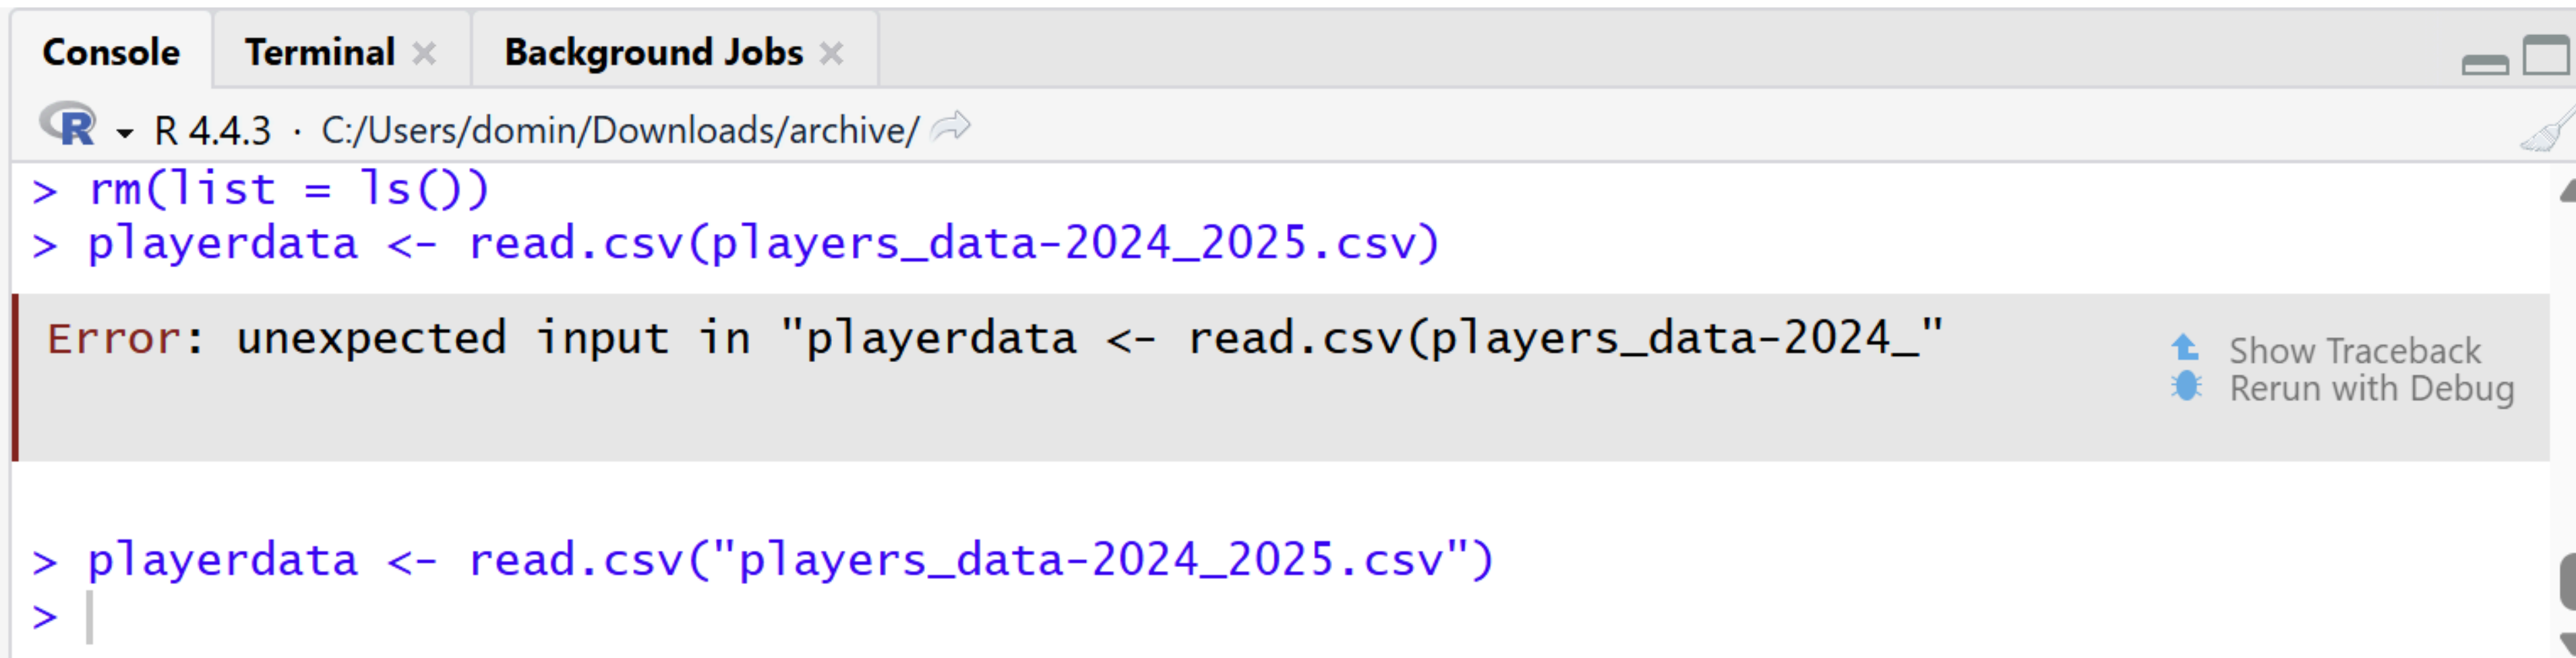 Console Terminal Background Jobs
R R 4.4.3 · C:/Users/domin/Downloads/archive/
> rm(list = ls())
> playerdata <- read.csv(players_data-2024_2025.csv)
Error: unexpected input in "playerdata <- read.csv(players_data-2024_"
Show Traceback
Rerun with Debug
> playerdata <- read.csv("players_data-2024_2025.csv")
>